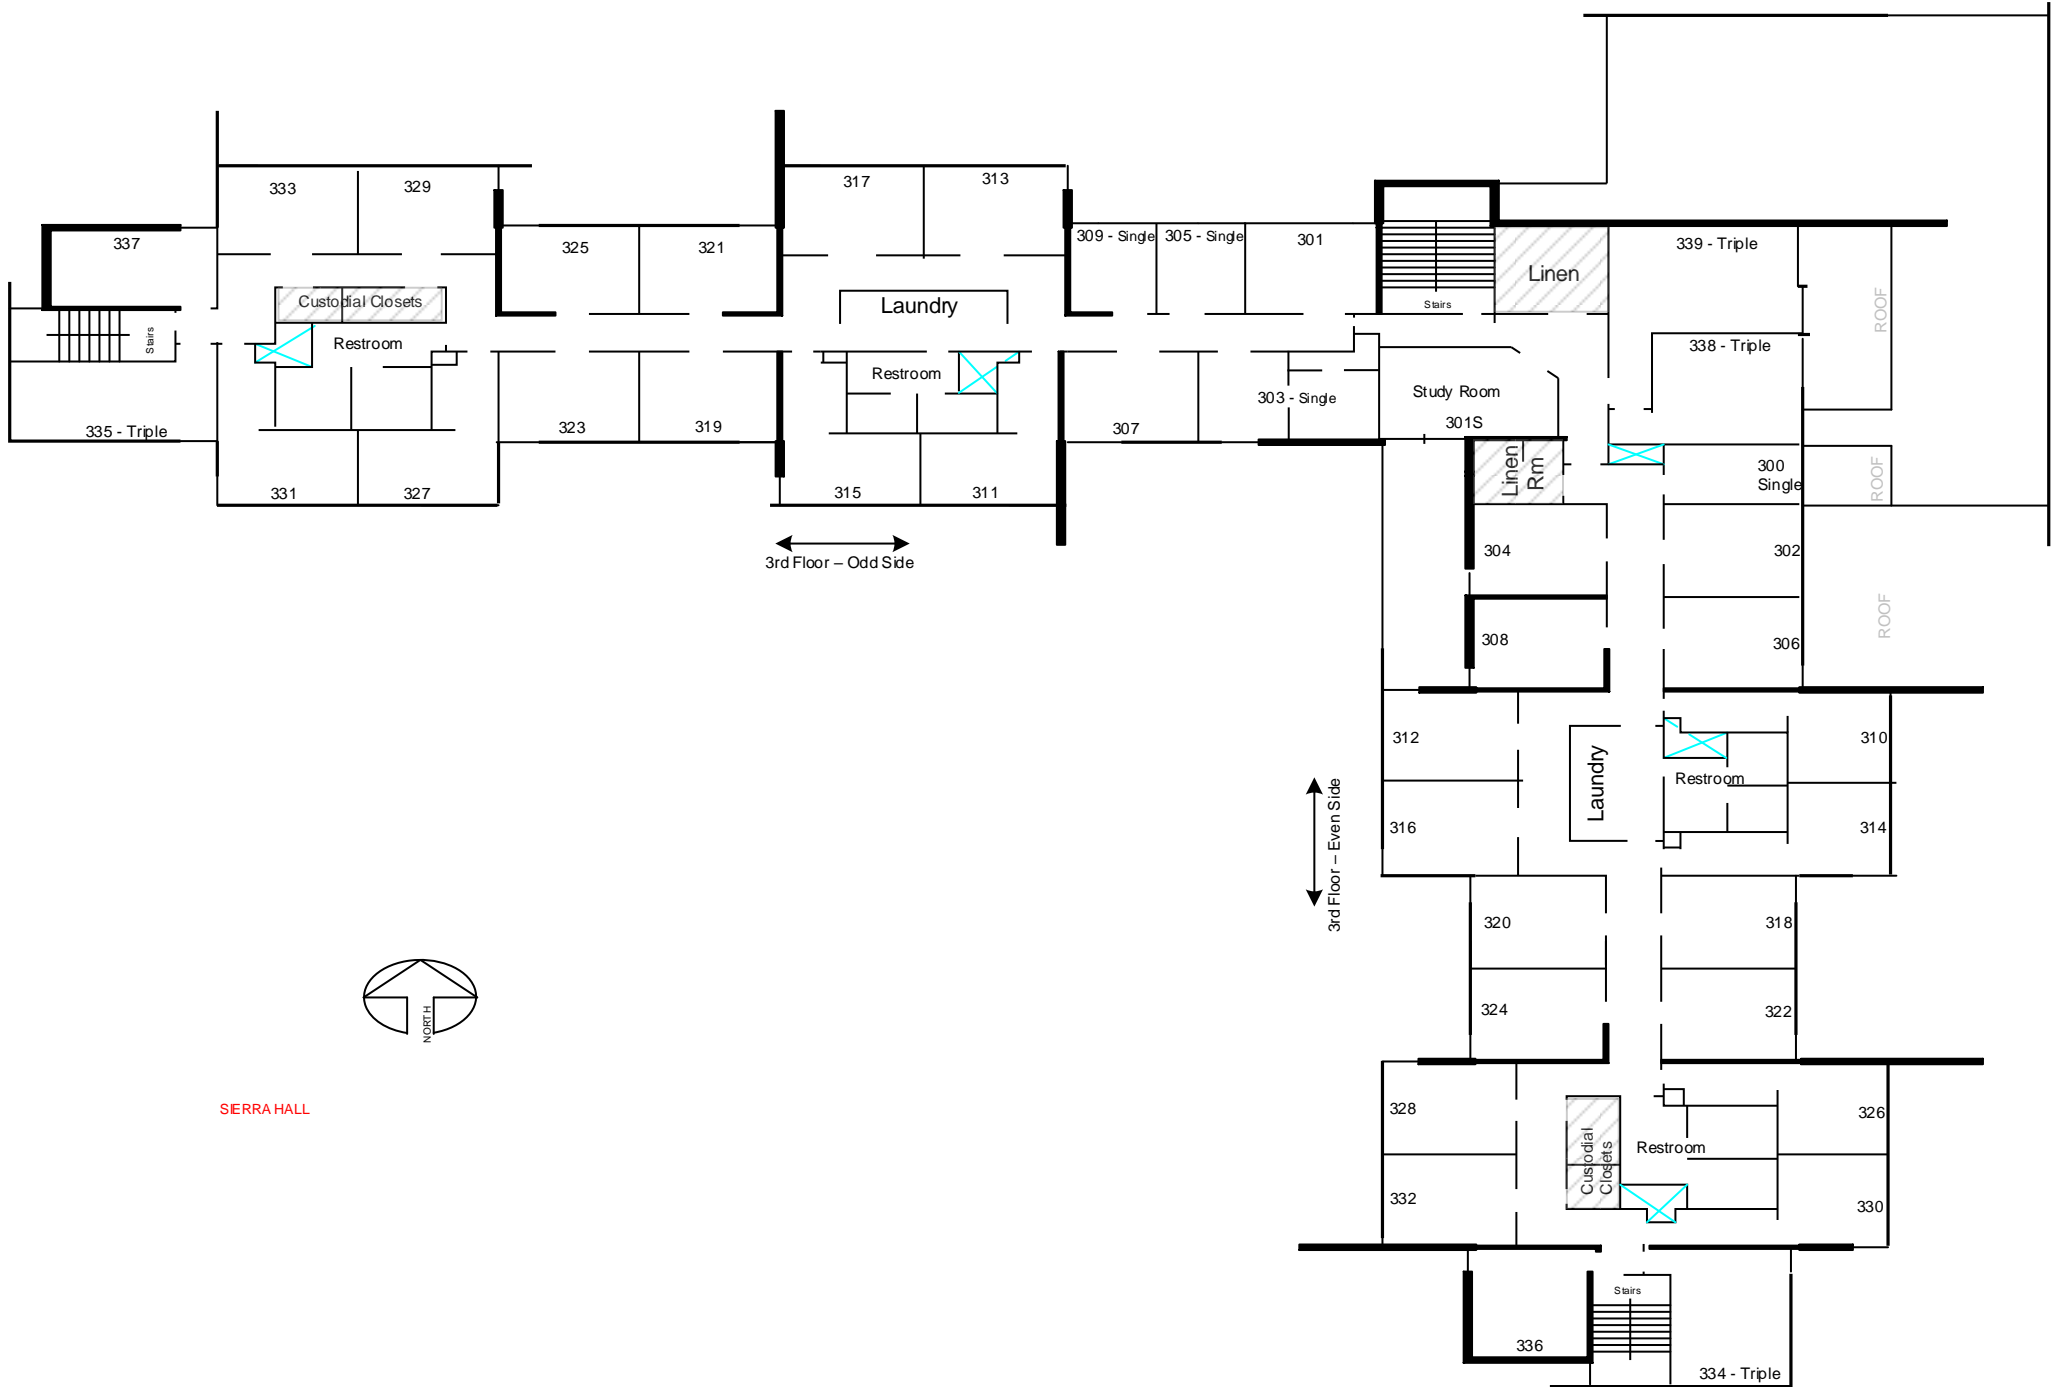 333
329
317
313
337
325
321
309 - Single
305 - Single
301
Linen
339 - Triple
Custodial Closets
Laundry
Stairs
ROOF
Stairs
Restroom
338 - Triple
Restroom
Study Room
303 - Single
301S
335 - Triple
323
319
307
Linen
Rm
300
Single
ROOF
331
327
315
311
3rd Floor – Odd Side
304
302
308
306
ROOF
312
310
Laundry
Restroom
316
314
3rd Floor – Even Side
320
318
324
322
NORTH
SIERRA HALL
328
326
Custodial
Closets
Restroom
332
330
Stairs
336
334 - Triple